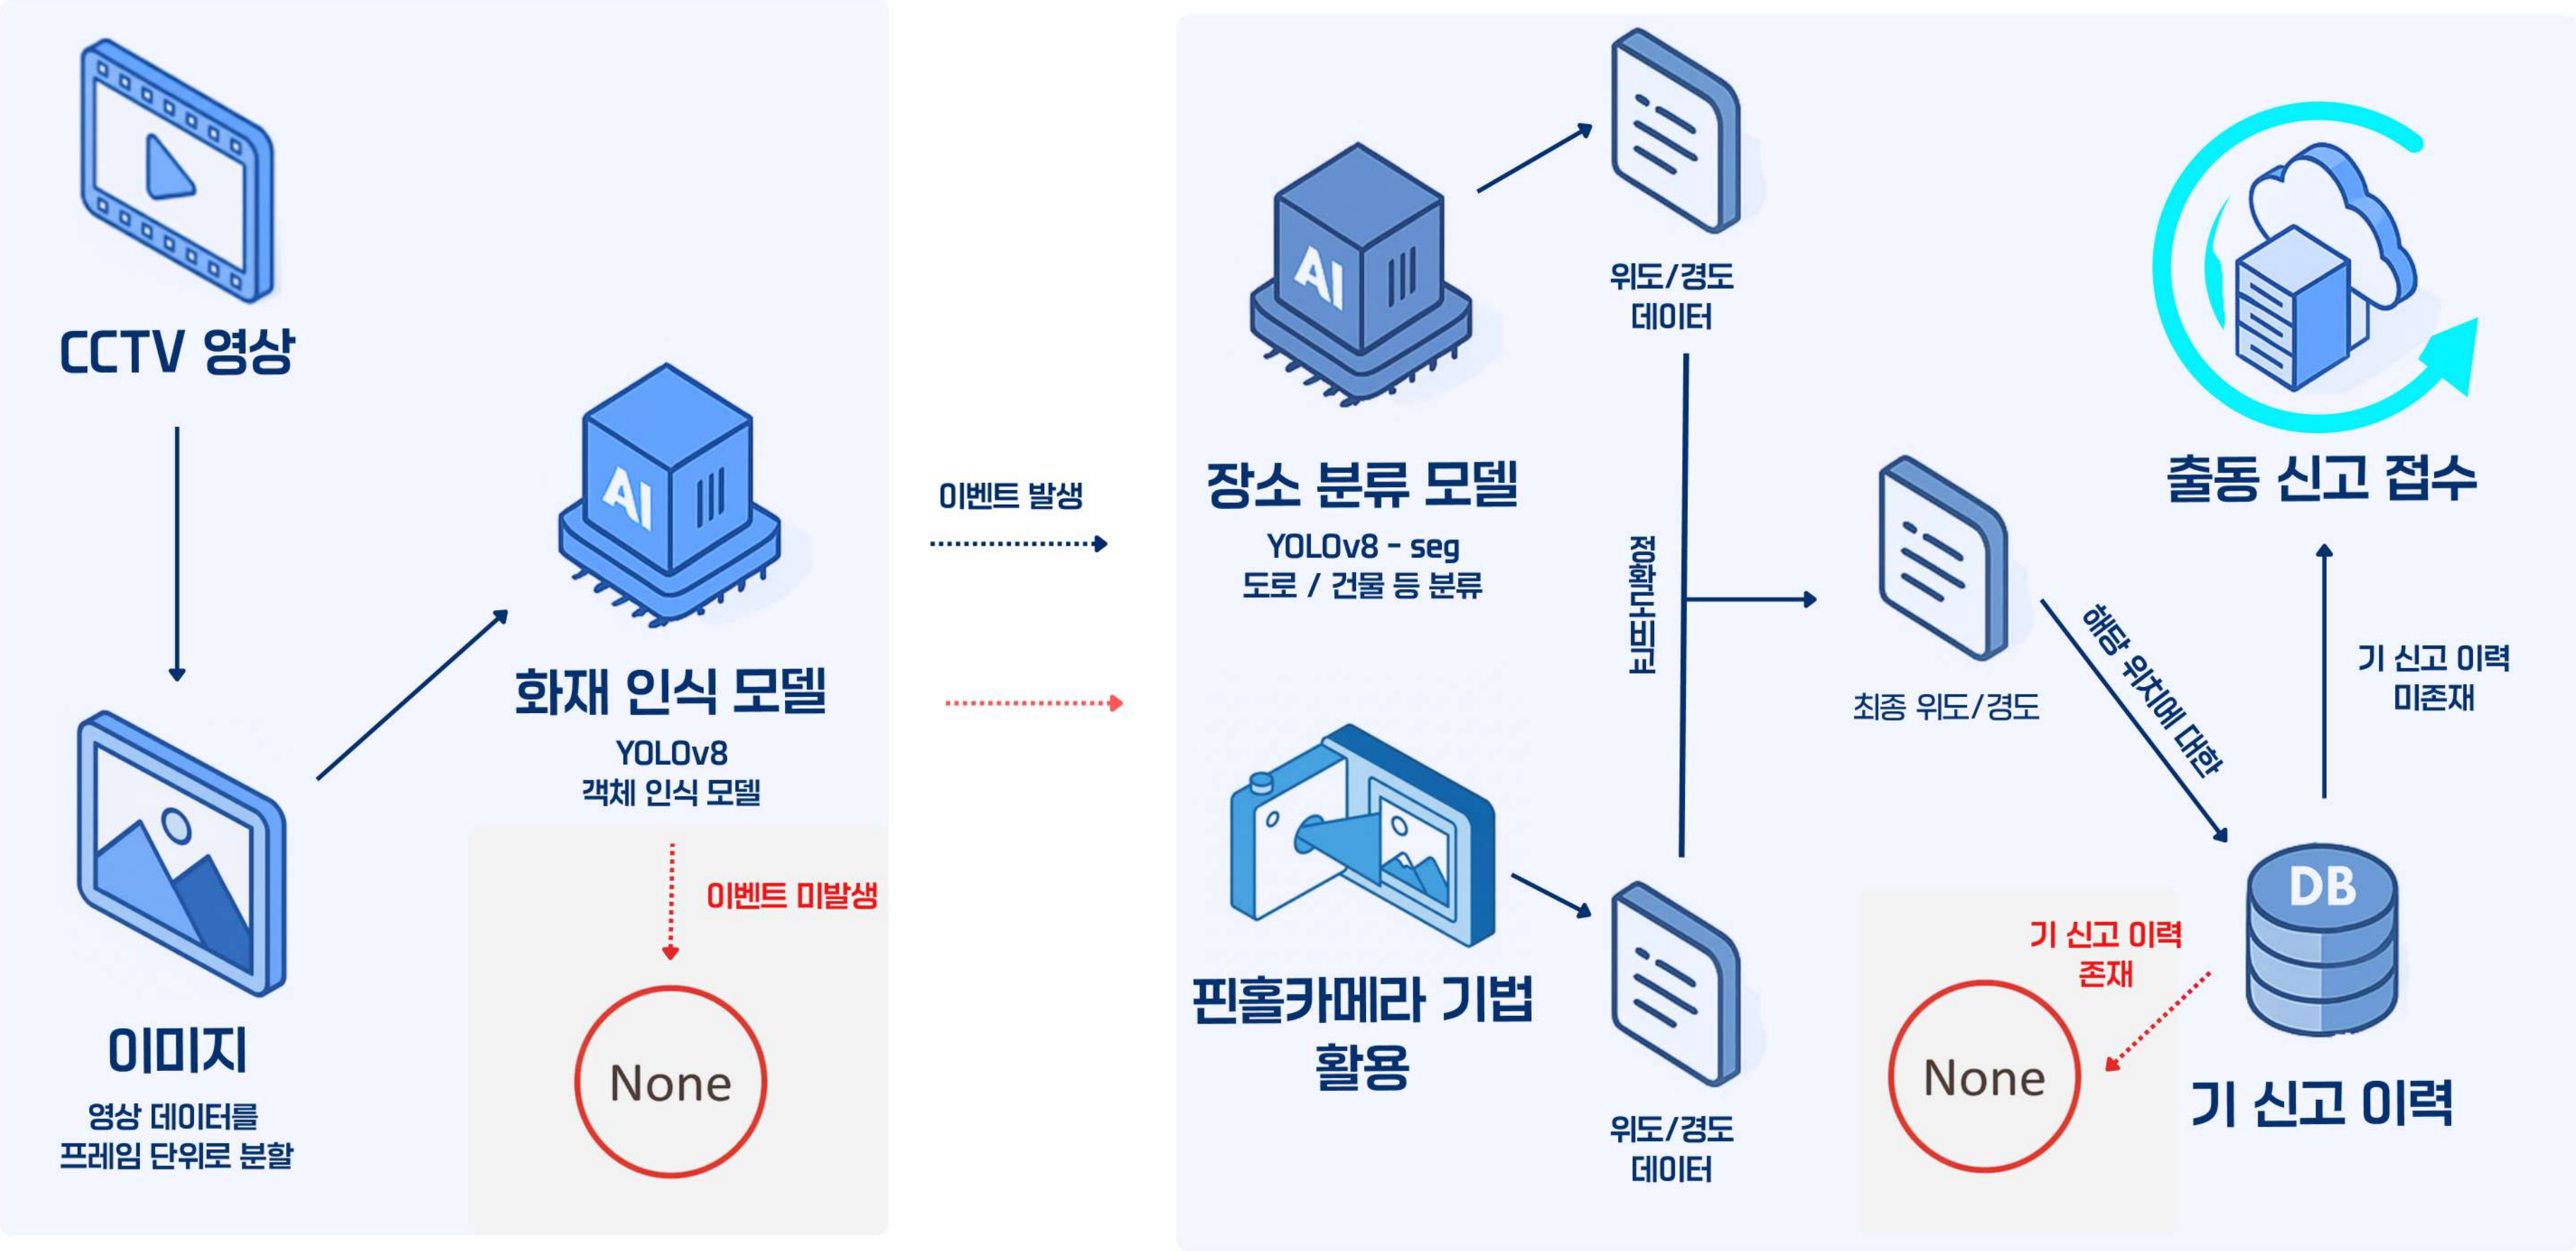 CCTV 영상
이미지
영상 데이터를
프레임 단위로 분할
AI
화재 인식 모델
YOLOv8
객체 인식 모델
이벤트 미발생
None
이벤트 발생
AI
장소 분류 모델
YOLOv8 - seg
도로 / 건물 등 분류
위도/경도
데이터
핀홀카메라 기법
활용
위도/경도
데이터
정확도비교
최종 위도/경도
해당 위치에 대한
DB
기 신고 이력
기 신고 이력
존재
None
기 신고 이력
미존재
출동 신고 접수